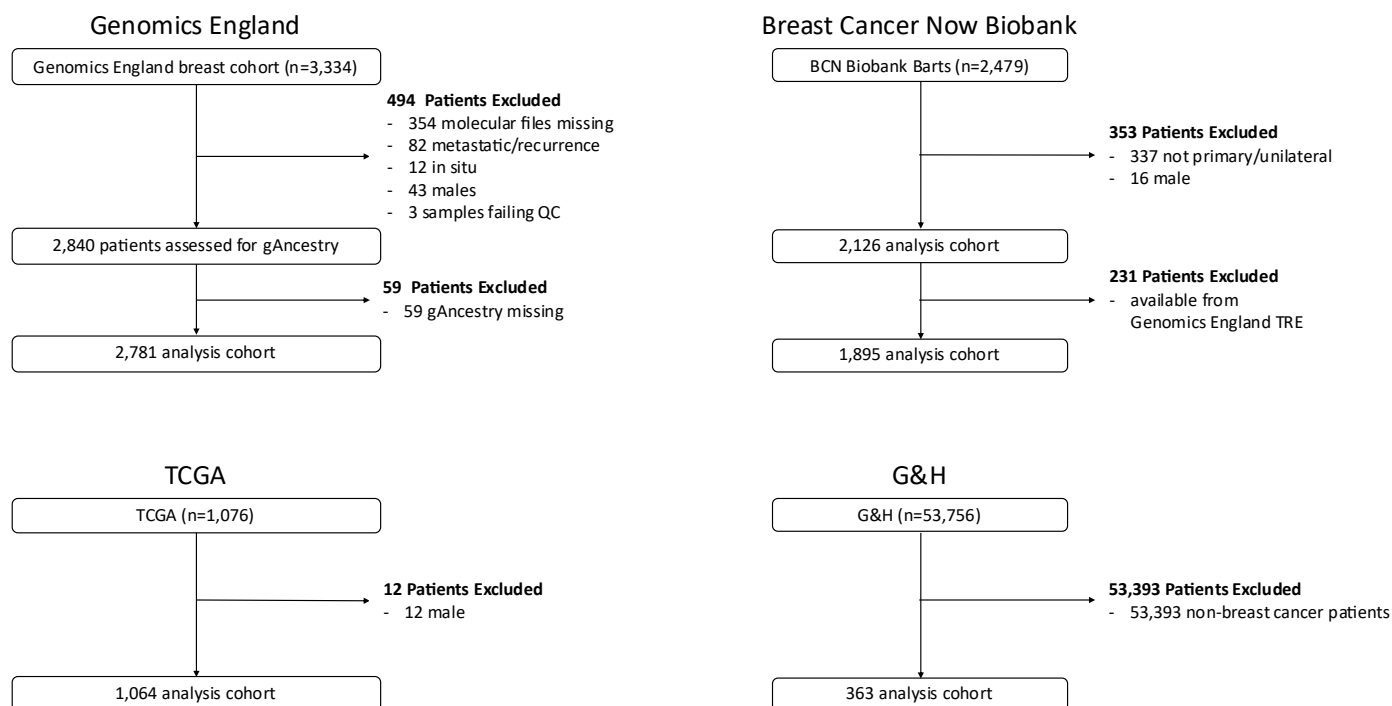 Genomics England
Genomics England breast cohort (n=3,334)
494 Patients Excluded
- 354 molecular files missing
- 82 metastatic/recurrence
- 12 in situ
- 43 males
- 3 samples failing QC
2,840 patients assessed for gAncestry
59 Patients Excluded
- 59 gAncestry missing
2,781 analysis cohort
Breast Cancer Now Biobank
BCN Biobank Barts (n=2,479)
353 Patients Excluded
- 337 not primary/unilateral
- 16 male
2,126 analysis cohort
231 Patients Excluded
- available from
Genomics England TRE
1,895 analysis cohort
TCGA
TCGA (n=1,076)
12 Patients Excluded
- 12 male
1,064 analysis cohort
G&H
G&H (n=53,756)
53,393 Patients Excluded
- 53,393 non-breast cancer patients
363 analysis cohort